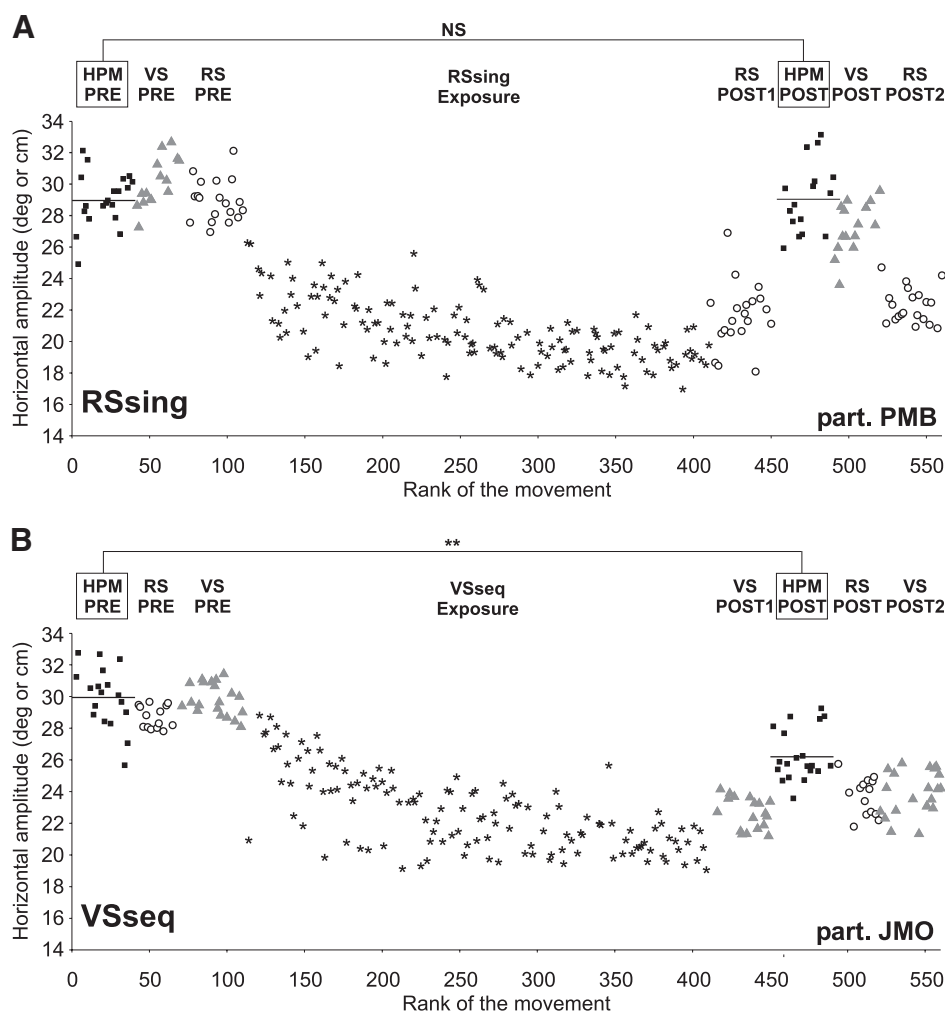 A
NS
HPM PRE
VS PRE
RS PRE
RSsing Exposure
RS POST1
HPM POST
VS POST
RS POST2
Horizontal amplitude (deg or cm)
34
32
30
28
26
24
22
20
18
16
14
RSsing
part. PMB
0 50 100 150 200 250 300 350 400 450 500 550
Rank of the movement
B
**
HPM PRE
RS PRE
VS PRE
VSseq Exposure
VS POST1
HPM POST
RS POST
VS POST2
Horizontal amplitude (deg or cm)
34
32
30
28
26
24
22
20
18
16
14
VSseq
part. JMO
0 50 100 150 200 250 300 350 400 450 500 550
Rank of the movement